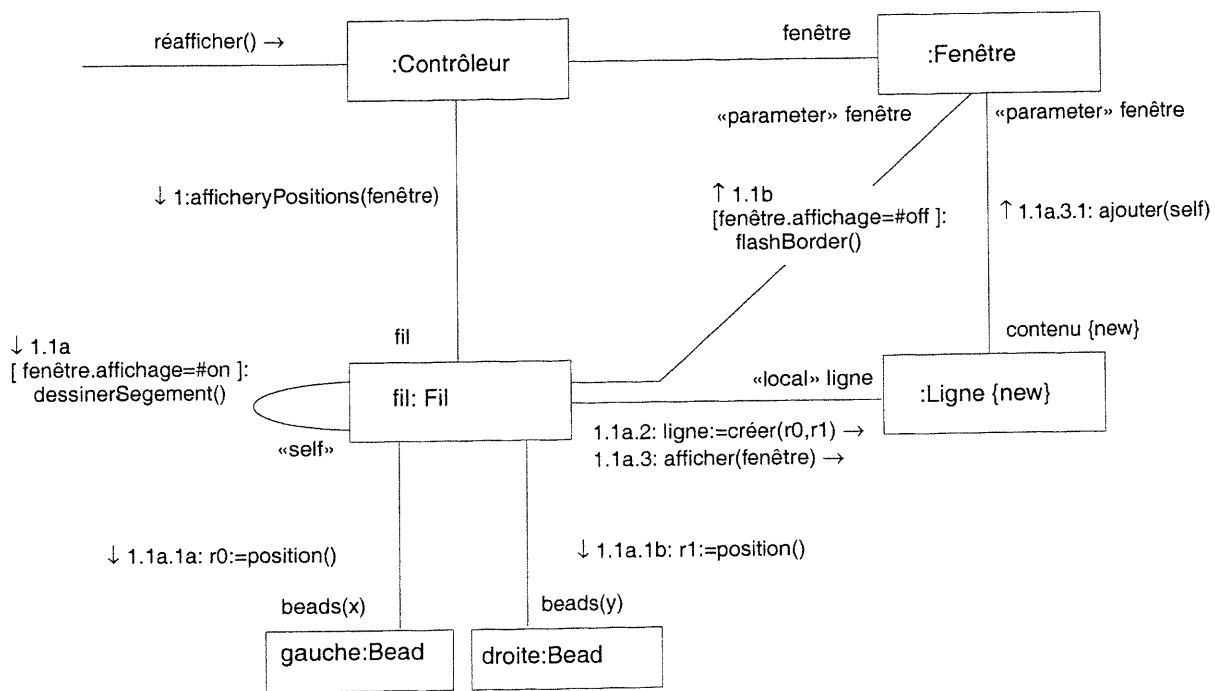 réafficher() →
:Contrôleur
fenêtre
:Fenêtre
«parameter» fenêtre
«parameter» fenêtre
↓ 1:afficheryPositions(fenêtre)
↑ 1.1b
[fenêtre.affichage=#off ]:
flashBorder()
↑ 1.1a.3.1: ajouter(self)
↓ 1.1a
[ fenêtre.affichage=#on ]:
dessinerSegement()
fil
contenu {new}
fil: Fil
«local» ligne
:Ligne {new}
«self»
1.1a.2: ligne:=créer(r0,r1) →
1.1a.3: afficher(fenêtre) →
↓ 1.1a.1a: r0:=position()
↓ 1.1a.1b: r1:=position()
beads(x)
beads(y)
gauche:Bead
droite:Bead